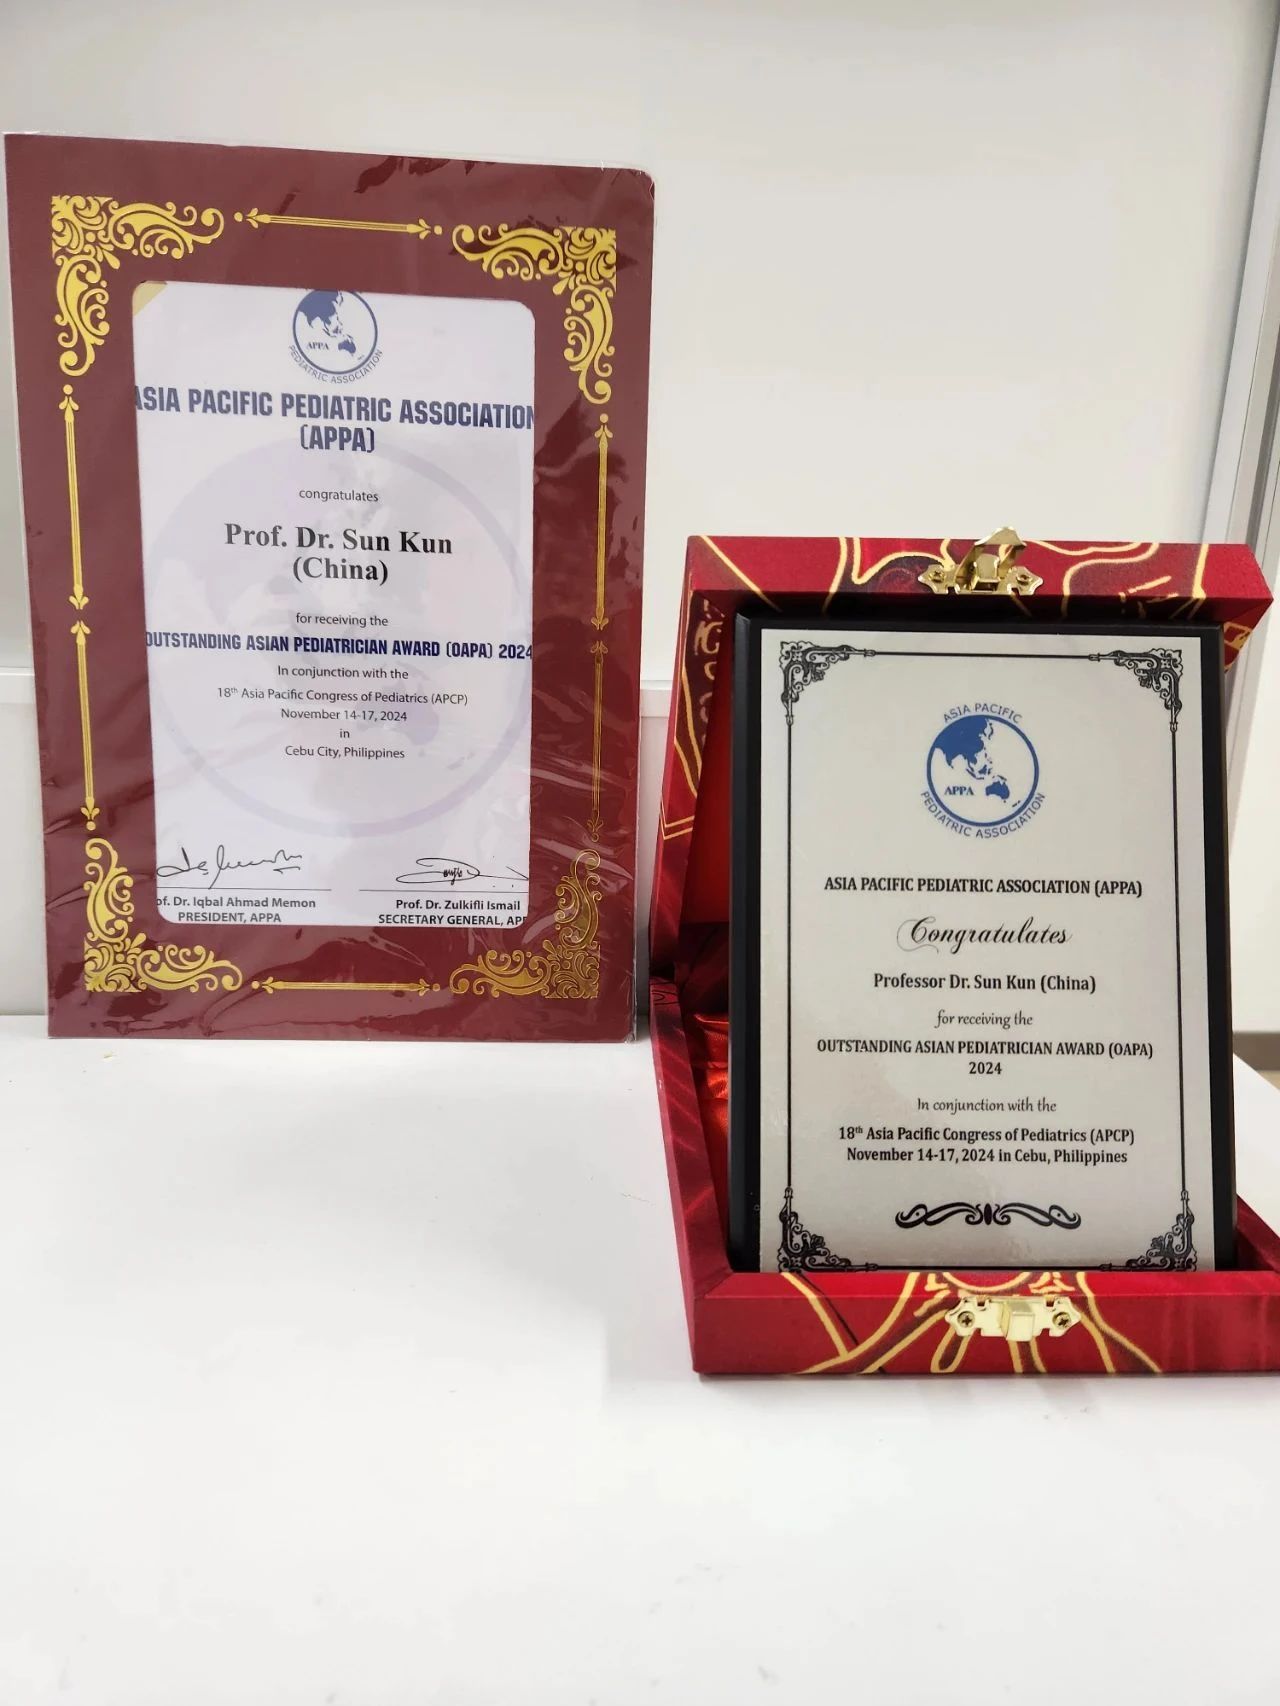 APPA
PEDIATRIC ASSOCIATION
ASIA PACIFIC PEDIATRIC ASSOCIATION
(APPA)
congratulates
Prof. Dr. Sun Kun
(China)
for receiving the
OUTSTANDING ASIAN PEDIATRICIAN AWARD (OAPA) 2024
In conjunction with the
18th Asia Pacific Congress of Pediatrics (APCP)
November 14-17, 2024
in
Cebu City, Philippines
of. Dr. Iqbal Ahmad Memon
PRESIDENT, APPA
Prof. Dr. Zulkifli Ismail
SECRETARY GENERAL, APP
ASIA PACIFIC
APPA
PEDIATRIC ASSOCIATION
ASIA PACIFIC PEDIATRIC ASSOCIATION (APPA)
Congratulates
Professor Dr. Sun Kun (China)
for receiving the
OUTSTANDING ASIAN PEDIATRICIAN AWARD (OAPA)
2024
In conjunction with the
18th Asia Pacific Congress of Pediatrics (APCP)
November 14-17, 2024 in Cebu, Philippines